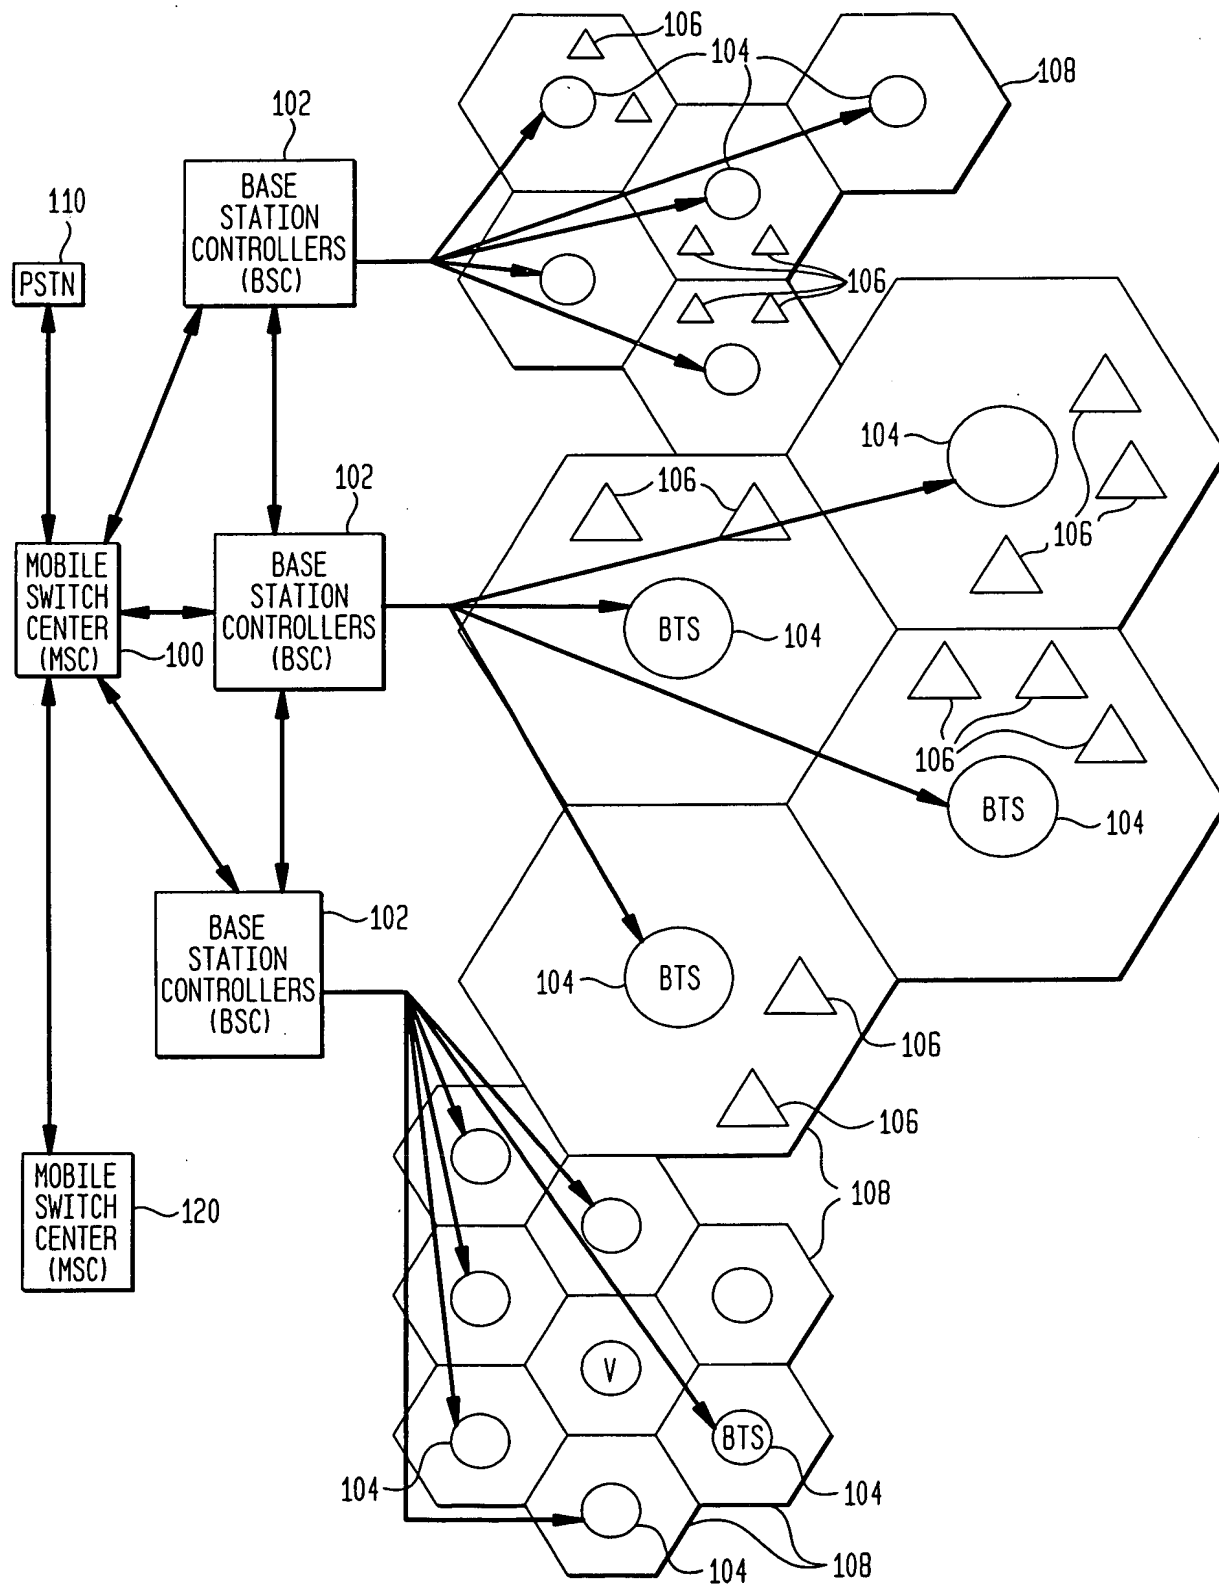 106
104
108
102
BASE
STATION
CONTROLLERS
(BSC)
110
PSTN
106
104
106
102
106
BASE
STATION
CONTROLLERS
(BSC)
MOBILE
SWITCH
CENTER
(MSC)
100
BTS
104
106
106
BTS
104
102
BASE
STATION
CONTROLLERS
(BSC)
104
BTS
106
106
MOBILE
SWITCH
CENTER
(MSC)
120
108
V
BTS
104
104
104
108